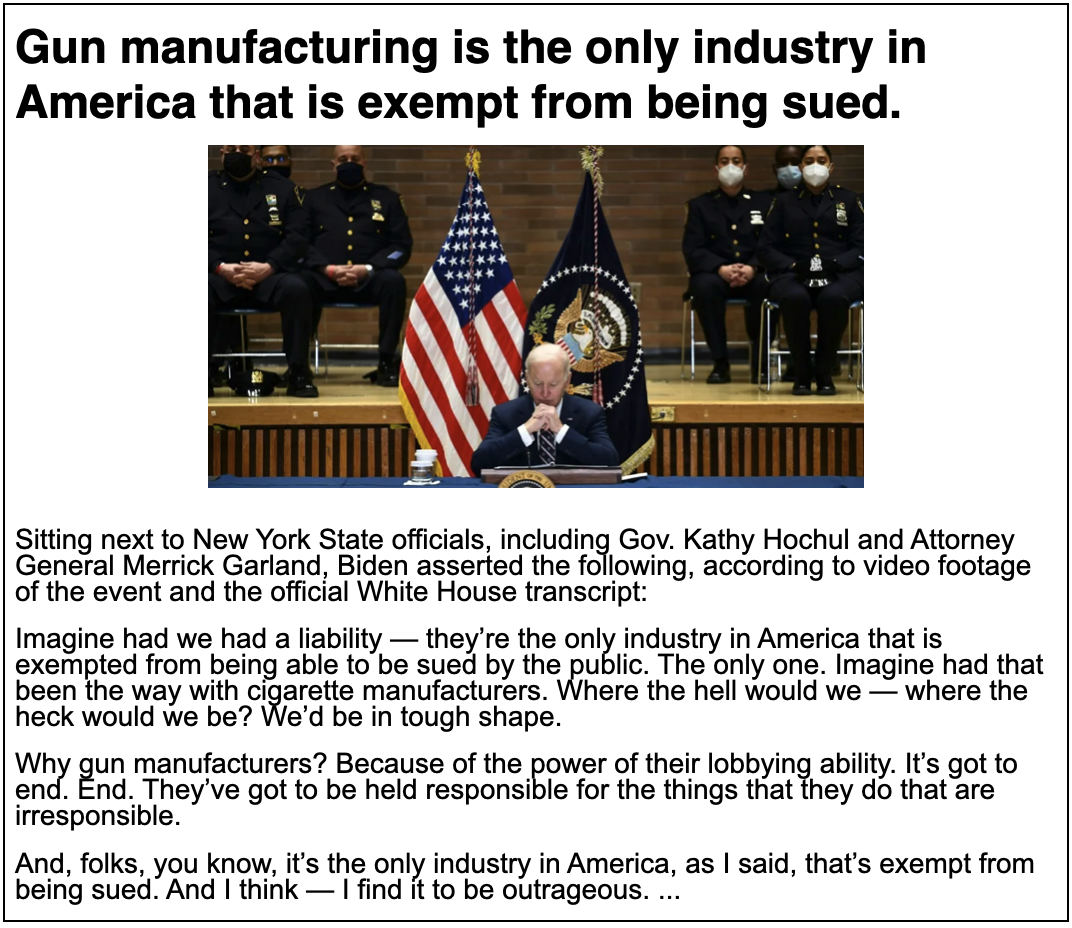 Gun manufacturing is the only industry in
America that is exempt from being sued.
Sitting next to New York State officials, including Gov. Kathy Hochul and Attorney
General Merrick Garland, Biden asserted the following, according to video footage
of the event and the official White House transcript:
Imagine had we had a liability — they’re the only industry in America that is
exempted from being able to be sued by the public. The only one. Imagine had that
been the way with cigarette manufacturers. Where the hell would we — where the
heck would we be? We’d be in tough shape.
Why gun manufacturers? Because of the power of their lobbying ability. It’s got to
end. End. They’ve got to be held responsible for the things that they do that are
irresponsible.
And, folks, you know, it’s the only industry in America, as I said, that’s exempt from
being sued. And I think — I find it to be outrageous. ...